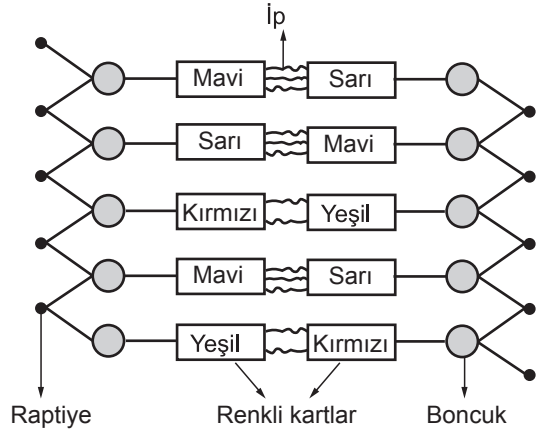 İp
Mavi Sarı
Sarı Mavi
Kırmızı Yeşil
Mavi Sarı
Yeşil Kırmızı
Raptiye Renkli kartlar Boncuk